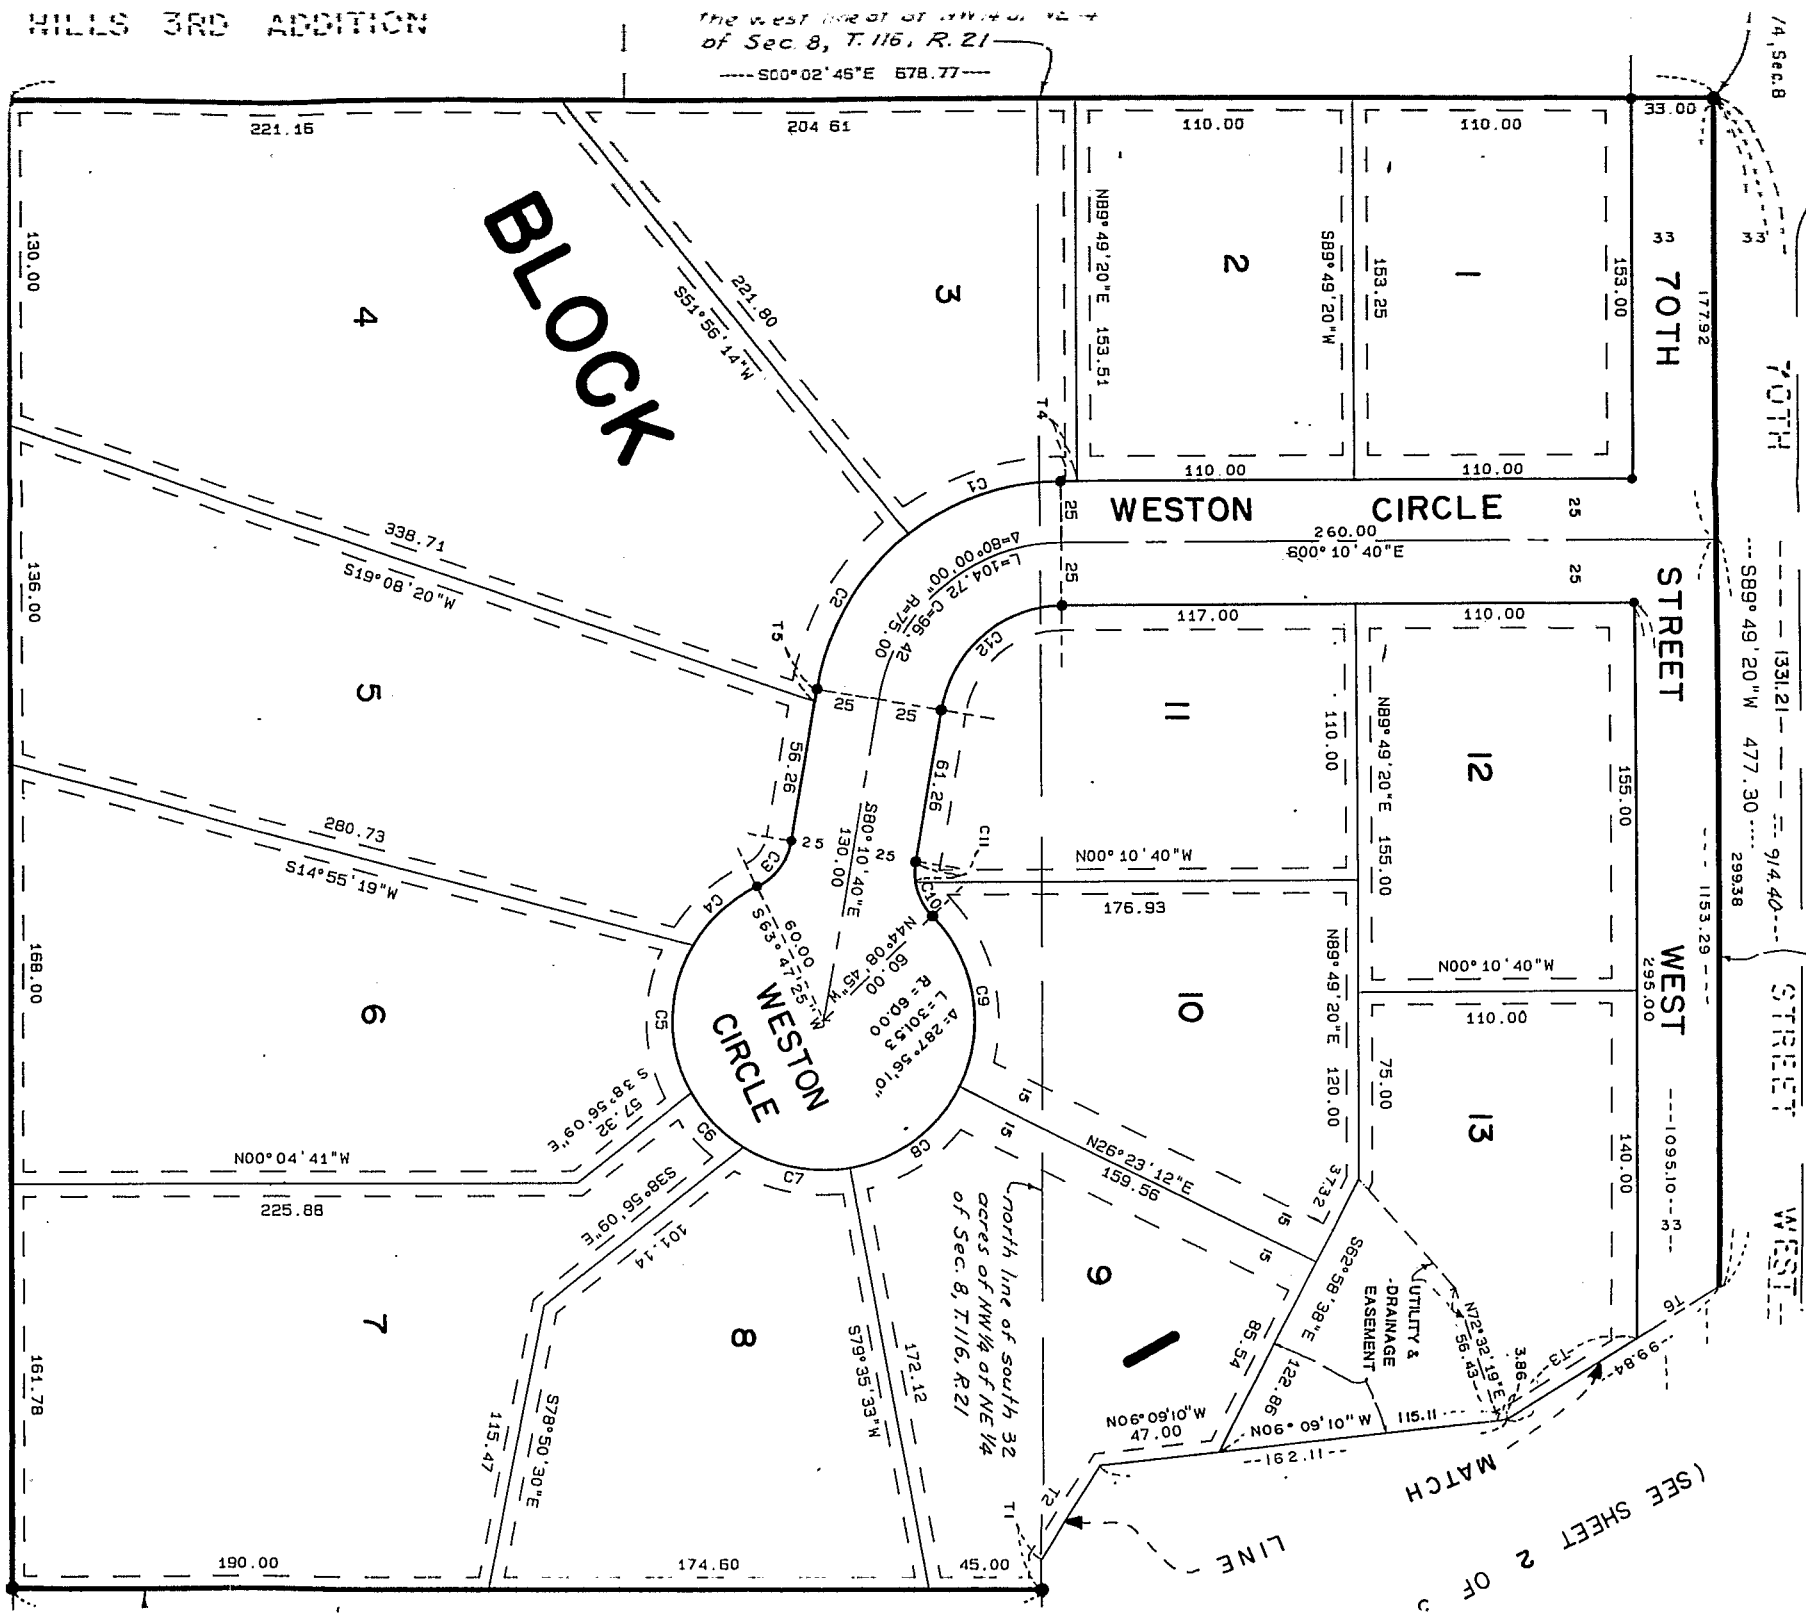 HILLS 3RD ADDITION
of Sec. 8, T. 116, R. 21
S00°02'45"E 678.77
1/4, Sec. 8
221.15
204.61
110.00
110.00
33.00
130.00
136.00
168.00
161.78
BLOCK
1
4
3
2
1
221.80
S51°56'14"W
N89°49'20"E 153.51
S89°49'20"W
153.25
153.00
33
33
177.92
70TH STREET WEST
70TH STREET WEST
T4
110.00
110.00
25
WESTON CIRCLE
25
260.00
S00°10'40"E
25
25
117.00
110.00
C1
C2
C12
Δ=80°00'00"
L=104.72 C=96.42
R=75.00
338.71
S19°08'20"W
T5
25
25
5
56.26
61.26
S80°10'40"E
130.00
25
25
280.73
S14°55'19"W
C3
C4
C10
C11
11
12
110.00
N89°49'20"E 155.00
155.00
N00°10'40"W
176.93
N89°49'20"E 120.00
N00°10'40"W
110.00
295.00
S89°49'20"W 477.30
1331.21
914.40
299.38
1153.29
1095.10
33
60.00
S63°47'25"W
N44°08'45"W
60.00
WESTON
CIRCLE
Δ=287°56'10"
L=301.53
R=60.00
C9
C5
C6
C7
C8
6
10
13
75.00
140.00
S38°56'09"E
57.32
N00°04'41"W
225.88
S38°56'09"E
101.14
15
15
15
15
N26°23'12"E
159.56
37.32
S62°58'38"E
122.86
85.54
UTILITY &
DRAINAGE
EASEMENT
N72°32'19"E
56.43
3.86
T3
T6
99.84
7
8
9
S78°50'30"E
115.47
S79°35'33"W
172.12
north line of south 32
acres of NW 1/4 of NE 1/4
of Sec. 8, T. 116, R. 21
N06°09'10"W
47.00
N06°09'10"W 115.11
162.11
T2
T1
190.00
174.60
45.00
MATCH LINE
(SEE SHEET 2 OF